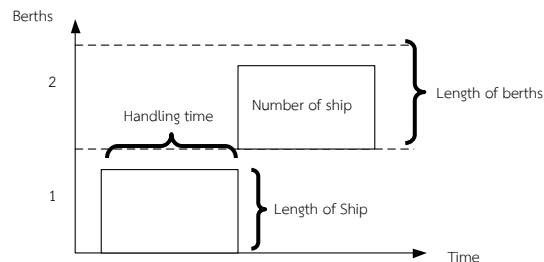 Berths
2
Number of ship
Length of berths
Handling time
1
Length of Ship
Time